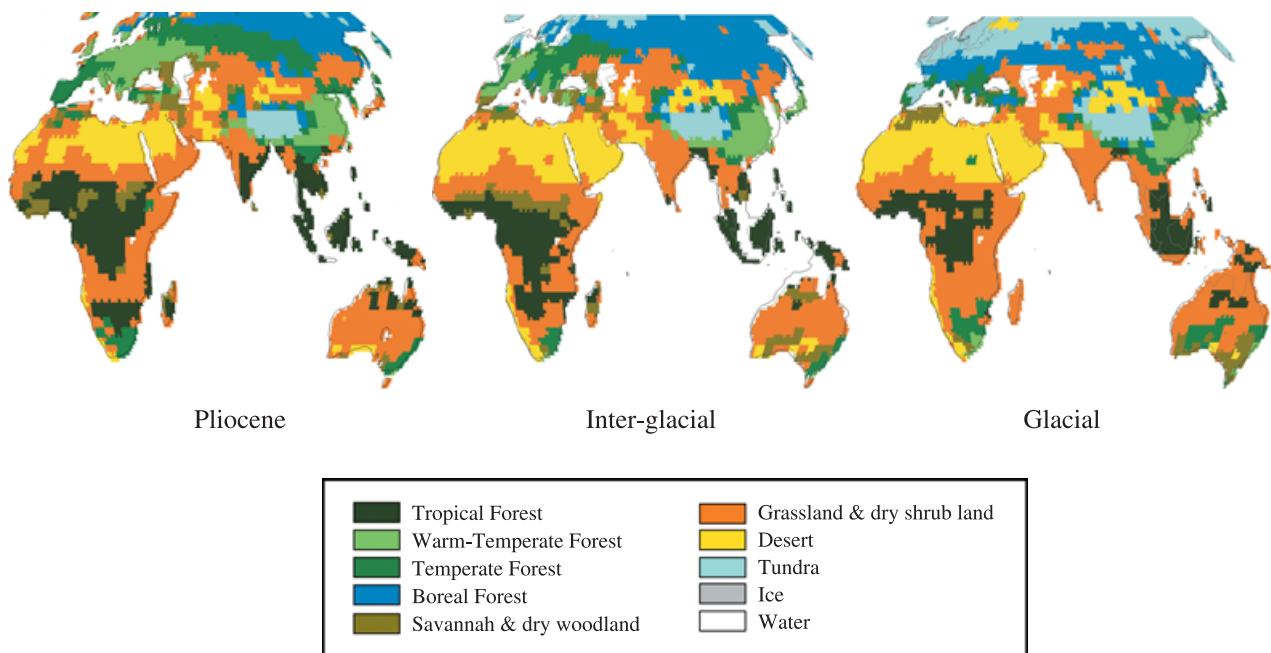 Pliocene
Inter-glacial
Glacial
Tropical Forest
Warm-Temperate Forest
Temperate Forest
Boreal Forest
Savannah & dry woodland
Grassland & dry shrub land
Desert
Tundra
Ice
Water